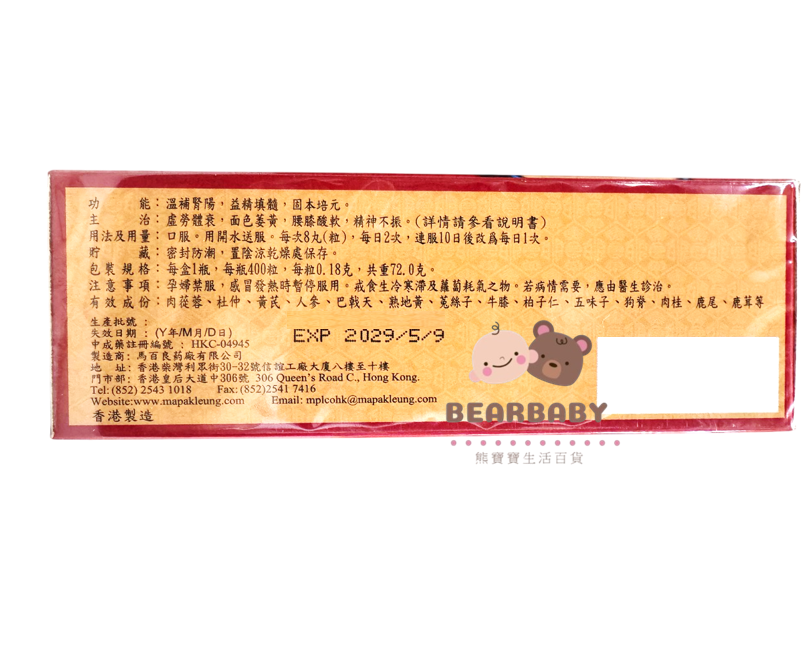 功能：溫補腎陽，益精填髓，固本培元。
主治：虛勞體衰，面色萎黃，腰膝酸軟，精神不振。(詳情請參看說明書)
用法及用量：口服。用開水送服。每次8丸(粒)，每日2次，連服10日後改爲每日1次。
貯藏：密封防潮，置陰涼乾燥處保存。
包裝規格：每盒1瓶，每瓶400粒，每粒0.18克，共重72.0克。
注意事項：孕婦禁服，感冒發熱時暫停服用。戒食生冷寒滯及蘿蔔耗氣之物。若病情需要，應由醫生診治。
有效成份：肉蓯蓉、杜仲、黃芪、人參、巴戟天、熟地黃、菟絲子、牛膝、柏子仁、五味子、狗脊、肉桂、鹿尾、鹿茸等
生產批號：
失效日期：(Y年/M月/D日) EXP 2029/5/9
中成藥註冊編號：HKC-04945
製造商：馬百良药廠有限公司
地址：香港柴灣利眾街30-32號信誼工廠大廈八樓至十樓
門市部：香港皇后大道中306號 306 Queen's Road C., Hong Kong.
Tel: (852) 2543 1018 Fax: (852)2541 7416
Website:www.mapakleung.com Email: mplcohk@mapakleung.com
香港製造
BEARBABY
熊寶寶生活百貨